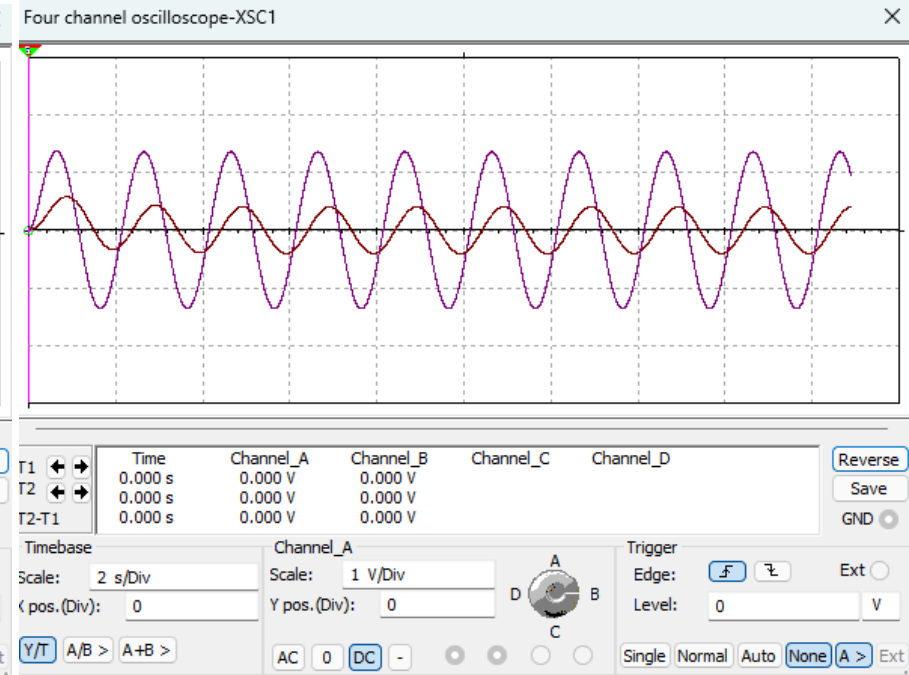 Four channel oscilloscope-XSC1
Time Channel_A Channel_B Channel_C Channel_D
T1 0.000 s 0.000 V 0.000 V
T2 0.000 s 0.000 V 0.000 V
T2-T1 0.000 s 0.000 V 0.000 V
Reverse
Save
GND
Timebase
Scale: 2 s/Div
X pos.(Div): 0
Y/T A/B > A+B >
Channel_A
Scale: 1 V/Div
Y pos.(Div): 0
AC 0 DC -
A
D B
C
Trigger
Edge: Ext
Level: 0 V
Single Normal Auto None A > Ext